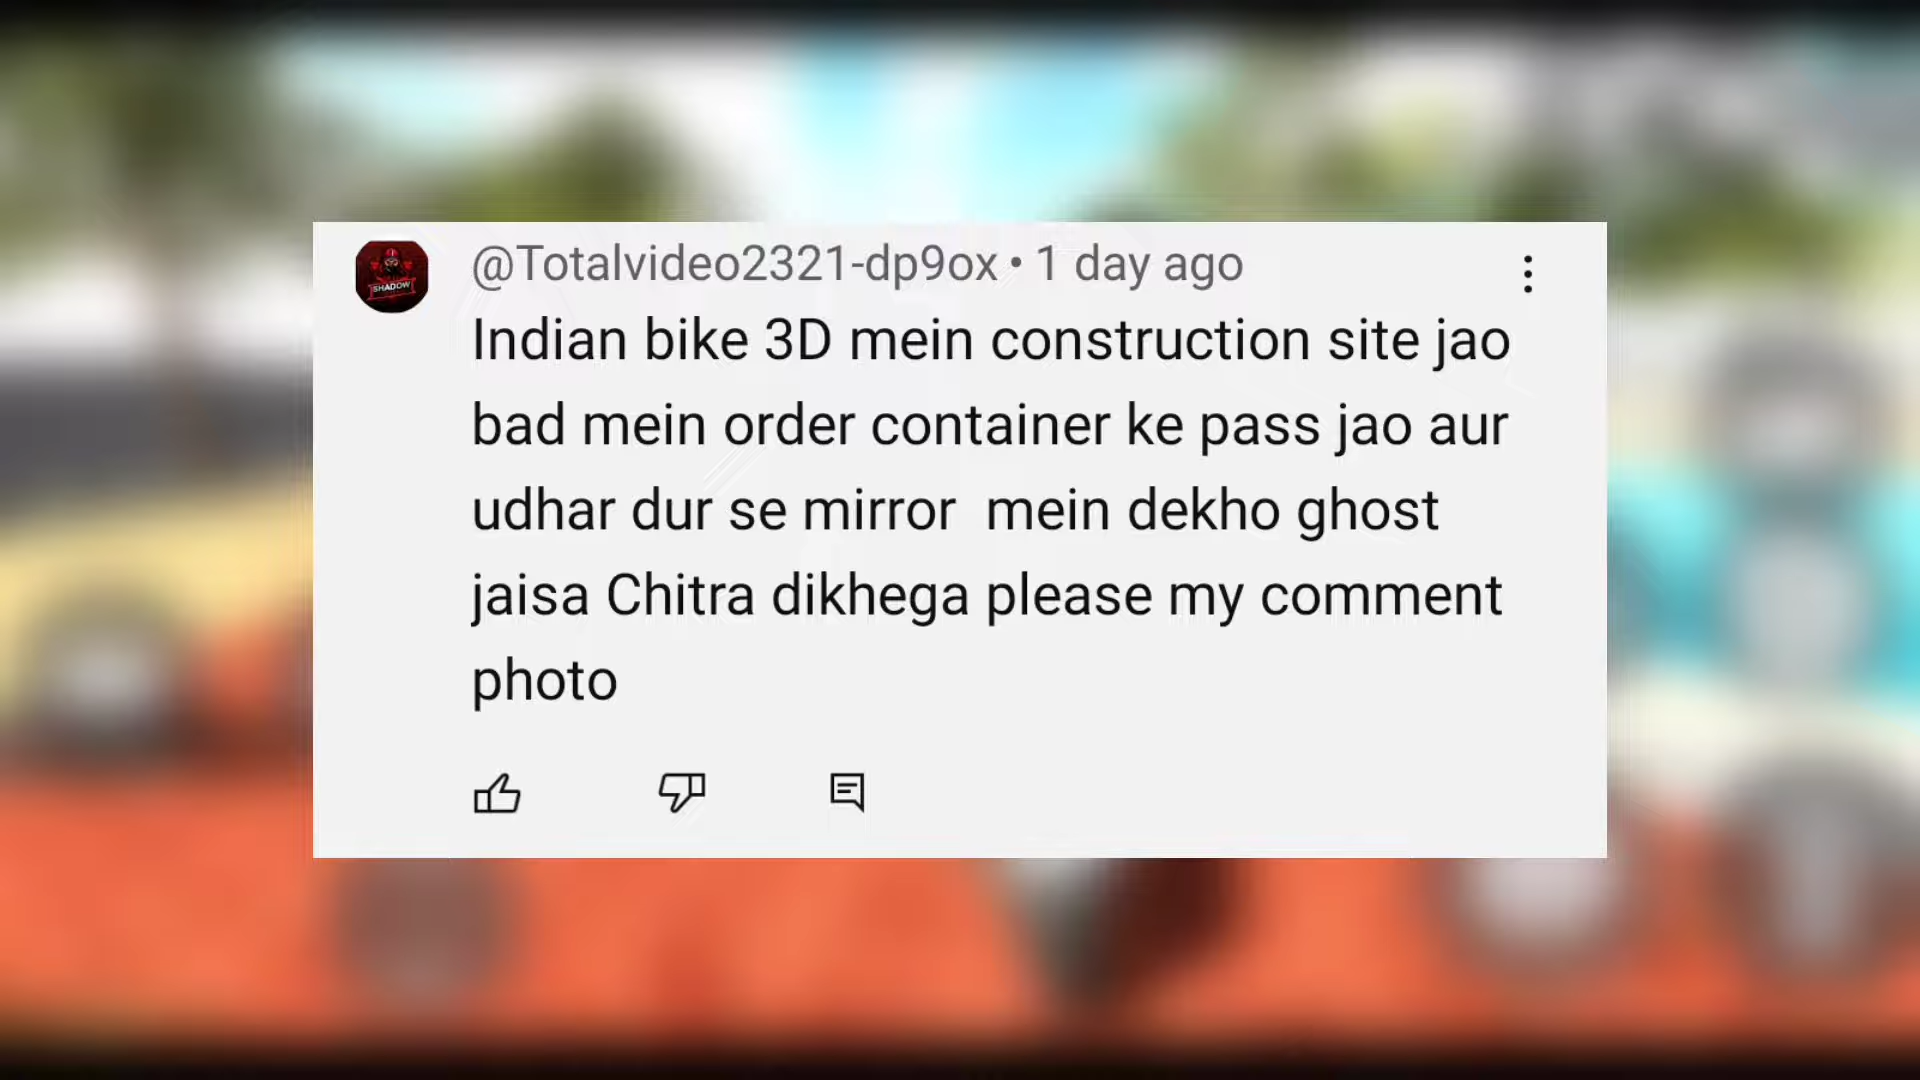 SHADOW
@Totalvideo2321-dp9ox • 1 day ago
Indian bike 3D mein construction site jao
bad mein order container ke pass jao aur
udhar dur se mirror  mein dekho ghost
jaisa Chitra dikhega please my comment
photo